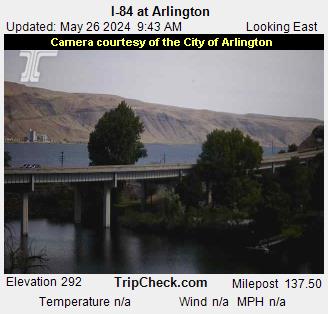 I-84 at Arlington
Updated: May 26 2024 9:43 AM Looking East
Camera courtesy of the City of Arlington
Elevation 292 TripCheck.com Milepost 137.50
Temperature n/a Wind n/a MPH n/a